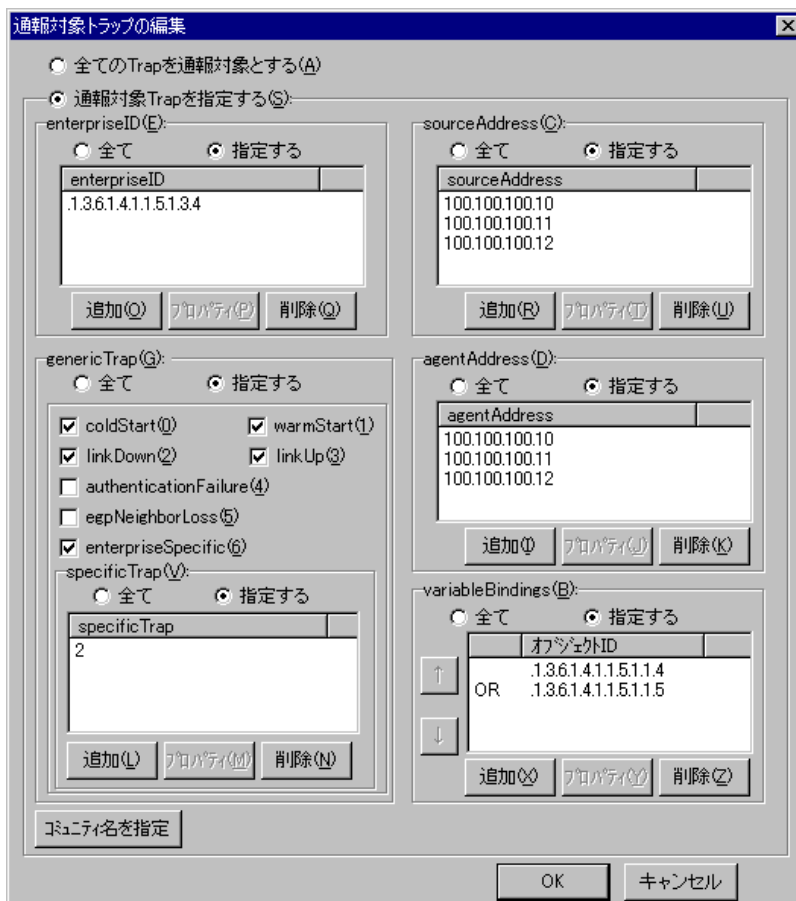 通報対象トラップの編集
全てのTrapを通報対象とする(A)
通報対象Trapを指定する(S):
enterpriseID(E):
全て 指定する
enterpriseID
.1.3.6.1.4.1.1.5.1.3.4
追加(O) プロパティ(P) 削除(Q)
genericTrap(G):
全て 指定する
coldStart(0) warmStart(1)
linkDown(2) linkUp(3)
authenticationFailure(4)
egpNeighborLoss(5)
enterpriseSpecific(6)
specificTrap(V):
全て 指定する
specificTrap
2
追加(L) プロパティ(M) 削除(N)
コミュニティ名を指定
sourceAddress(C):
全て 指定する
sourceAddress
100.100.100.10
100.100.100.11
100.100.100.12
追加(R) プロパティ(T) 削除(U)
agentAddress(D):
全て 指定する
agentAddress
100.100.100.10
100.100.100.11
100.100.100.12
追加(I) プロパティ(J) 削除(K)
variableBindings(B):
全て 指定する
オブジェクトID
↑ .1.3.6.1.4.1.1.5.1.1.4
OR .1.3.6.1.4.1.1.5.1.1.5
↓
追加(X) プロパティ(Y) 削除(Z)
OK キャンセル